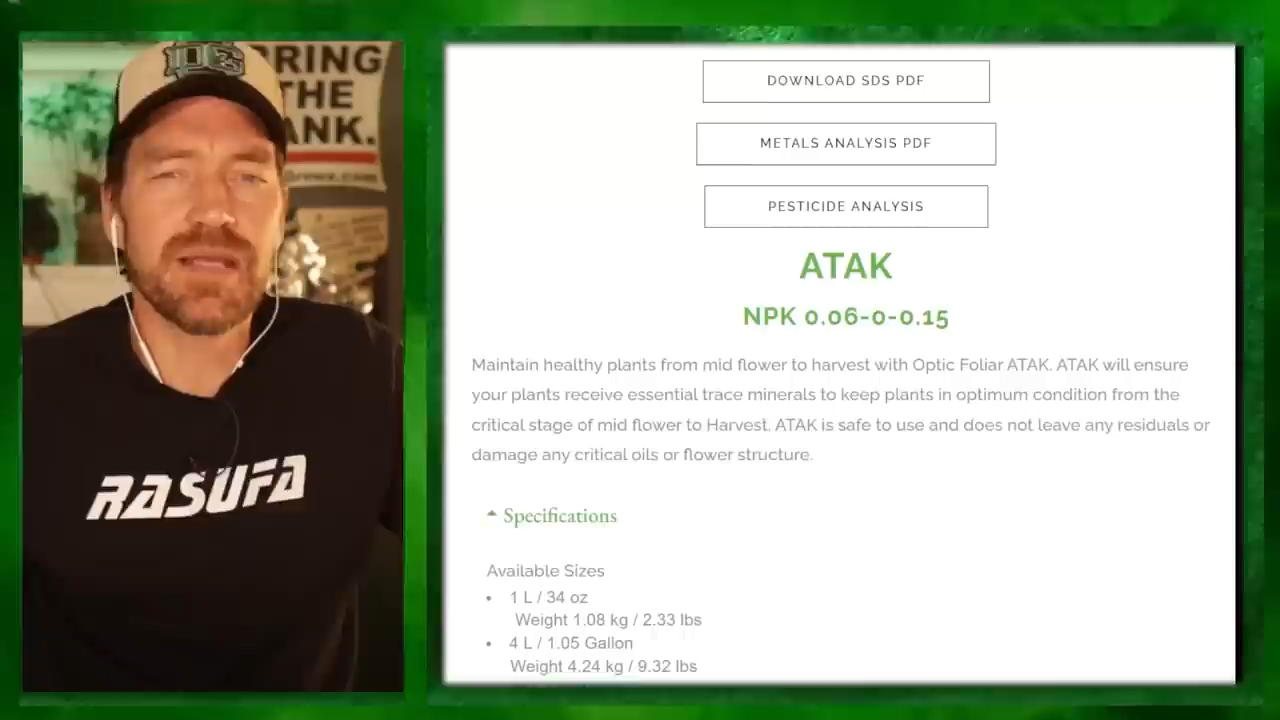 RING
THE
ANK.
RASUFA
DOWNLOAD SDS PDF
METALS ANALYSIS PDF
PESTICIDE ANALYSIS
ATAK
NPK 0.06-0-0.15
Maintain healthy plants from mid flower to harvest with Optic Foliar ATAK. ATAK will ensure
your plants receive essential trace minerals to keep plants in optimum condition from the
critical stage of mid flower to Harvest. ATAK is safe to use and does not leave any residuals or
damage any critical oils or flower structure.
Specifications
Available Sizes
• 1 L / 34 oz
Weight 1.08 kg / 2.33 lbs
• 4 L / 1.05 Gallon
Weight 4.24 kg / 9.32 lbs